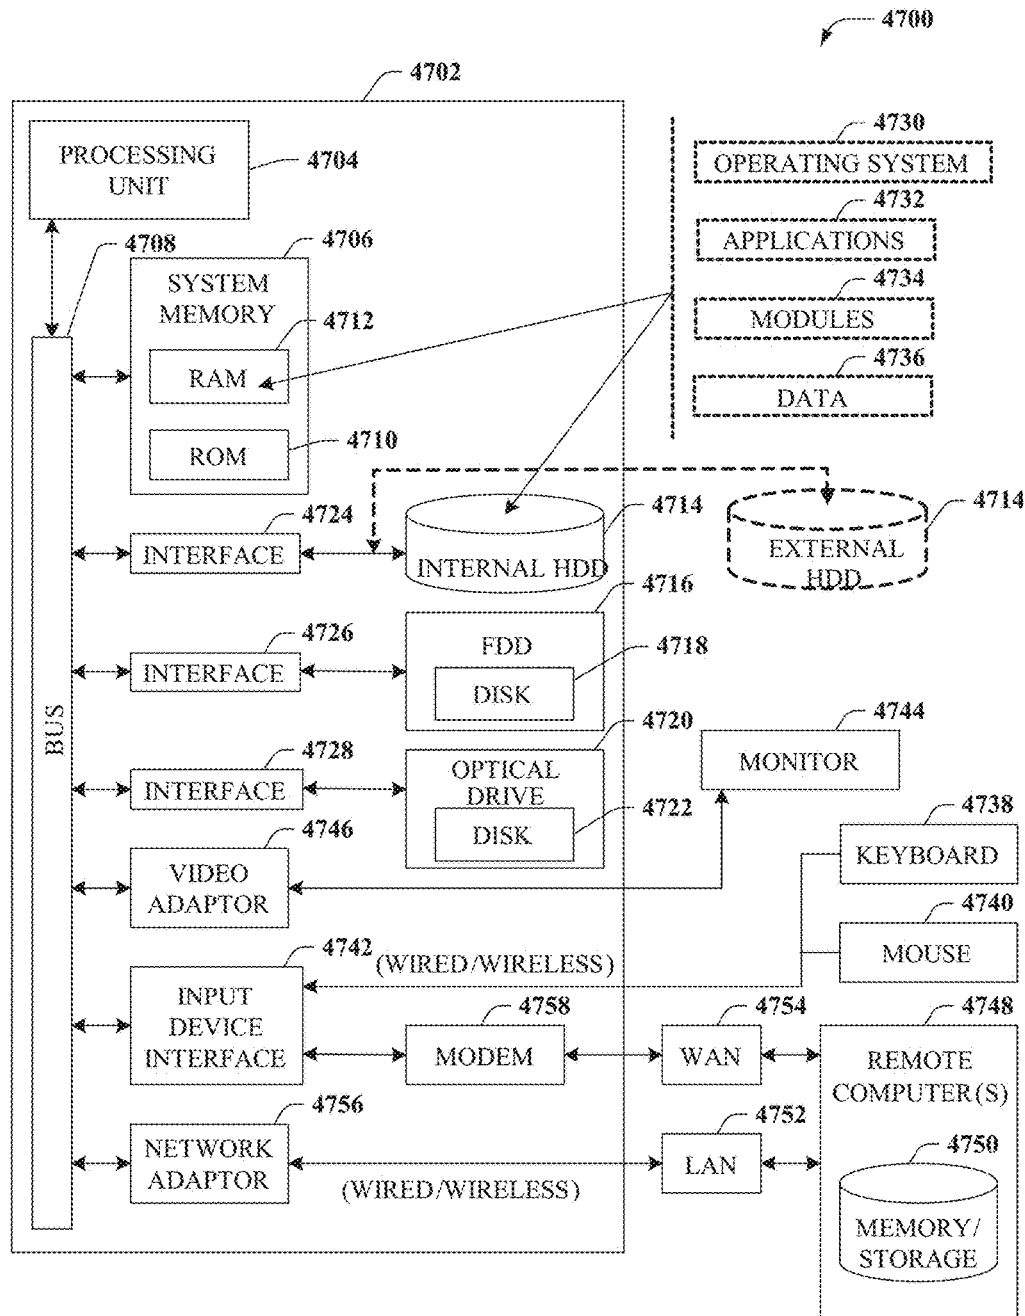 4700
4702
PROCESSING
UNIT
4704
4708
4706
SYSTEM
MEMORY
4712
RAM
4710
ROM
4730
OPERATING SYSTEM
4732
APPLICATIONS
4734
MODULES
4736
DATA
4724
INTERFACE
4714
INTERNAL HDD
4714
EXTERNAL
HDD
4716
4726
INTERFACE
FDD
4718
DISK
BUS
4720
4728
INTERFACE
OPTICAL
DRIVE
4722
DISK
4744
MONITOR
4746
VIDEO
ADAPTOR
4738
KEYBOARD
4740
MOUSE
4742
(WIRED/WIRELESS)
INPUT
DEVICE
INTERFACE
4758
MODEM
4754
WAN
4748
REMOTE
COMPUTER(S)
4756
NETWORK
ADAPTOR
(WIRED/WIRELESS)
4752
LAN
4750
MEMORY/
STORAGE